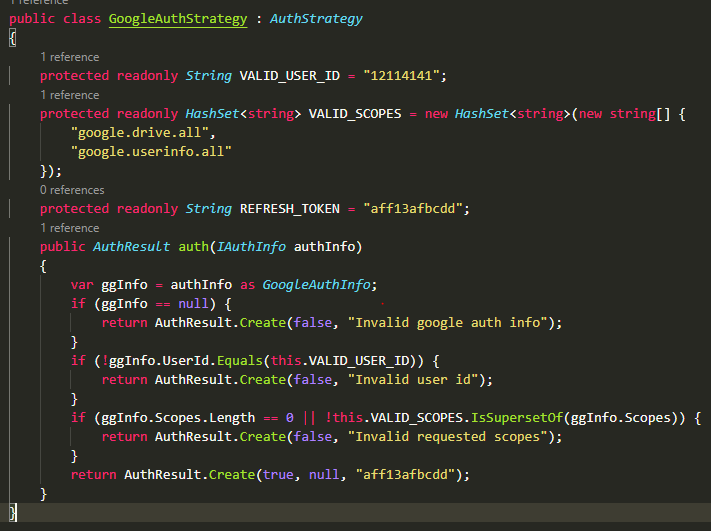 1 reference
public class GoogleAuthStrategy : AuthStrategy
{
1 reference
protected readonly String VALID_USER_ID = "12114141";
1 reference
protected readonly HashSet<string> VALID_SCOPES = new HashSet<string>(new string[] {
"google.drive.all",
"google.userinfo.all"
});
0 references
protected readonly String REFRESH_TOKEN = "aff13afbcdd";
1 reference
public AuthResult auth(IAuthInfo authInfo)
{
var ggInfo = authInfo as GoogleAuthInfo;
if (ggInfo == null) {
return AuthResult.Create(false, "Invalid google auth info");
}
if (!ggInfo.UserId.Equals(this.VALID_USER_ID)) {
return AuthResult.Create(false, "Invalid user id");
}
if (ggInfo.Scopes.Length == 0 || !this.VALID_SCOPES.IsSupersetOf(ggInfo.Scopes)) {
return AuthResult.Create(false, "Invalid requested scopes");
}
return AuthResult.Create(true, null, "aff13afbcdd");
}
}